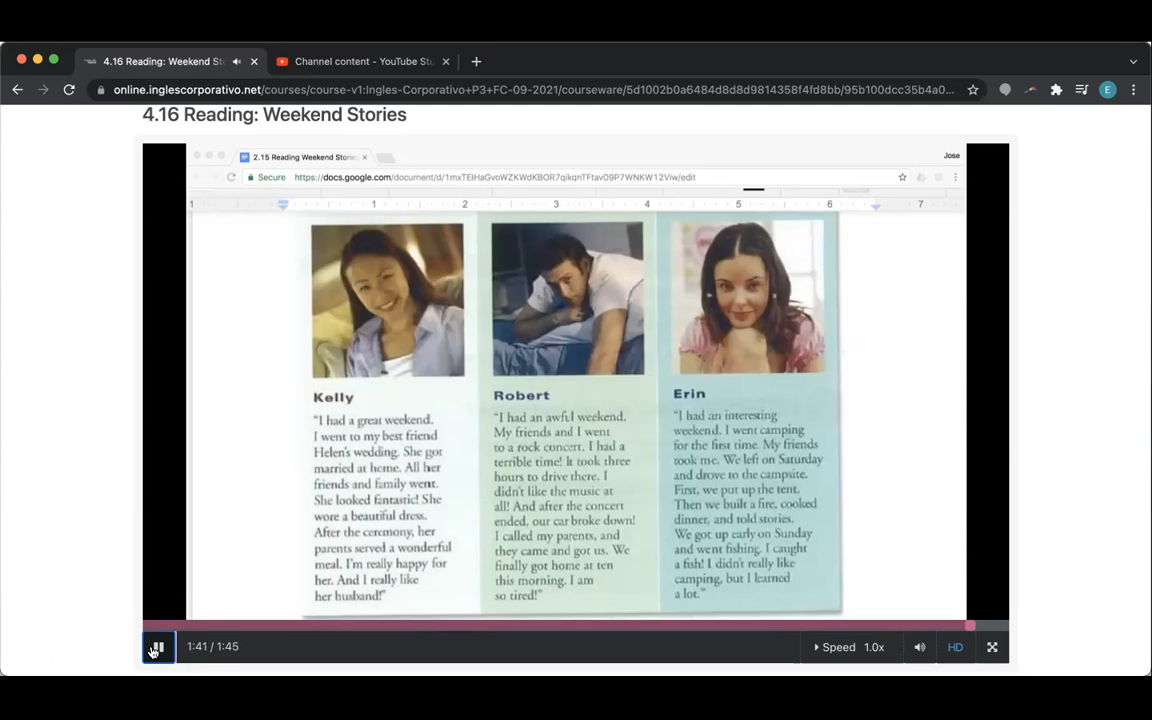 4.16 Reading: Weekend St
Channel content - YouTube Stu
online.inglescorporativo.net/courses/course-v1:Ingles-Corporativo+P3+FC-09-2021/courseware/5d1002b0a6484d8d8d9814358f4fd8bb/95b100dcc35b4a0...
E
4.16 Reading: Weekend Stories
2.15 Reading Weekend Storie
Jose
Secure
1 1 2 3 4 5 6 7
Kelly
"I had a great weekend.
I went to my best friend
Helen's wedding. She got
married at home. All her
friends and family went.
She looked fantastic! She
wore a beautiful dress.
After the ceremony, her
parents served a wonderful
meal. I'm really happy for
her. And I really like
her husband!"
Robert
"I had an awful weekend.
My friends and I went
to a rock concert. I had a
terrible time! It took three
hours to drive there. I
didn't like the music at
all! And after the concert
ended, our car broke down!
I called my parents, and
they came and got us. We
finally got home at ten
this morning. I am
so tired!"
Erin
"I had an interesting
weekend. I went camping
for the first time. My friends
took me. We left on Saturday
and drove to the campsite.
First, we put up the tent.
Then we built a fire, cooked
dinner, and told stories.
We got up early on Sunday
and went fishing. I caught
a fish! I didn't really like
camping, but I learned
a lot."
1:41 / 1:45
Speed 1.0x
HD